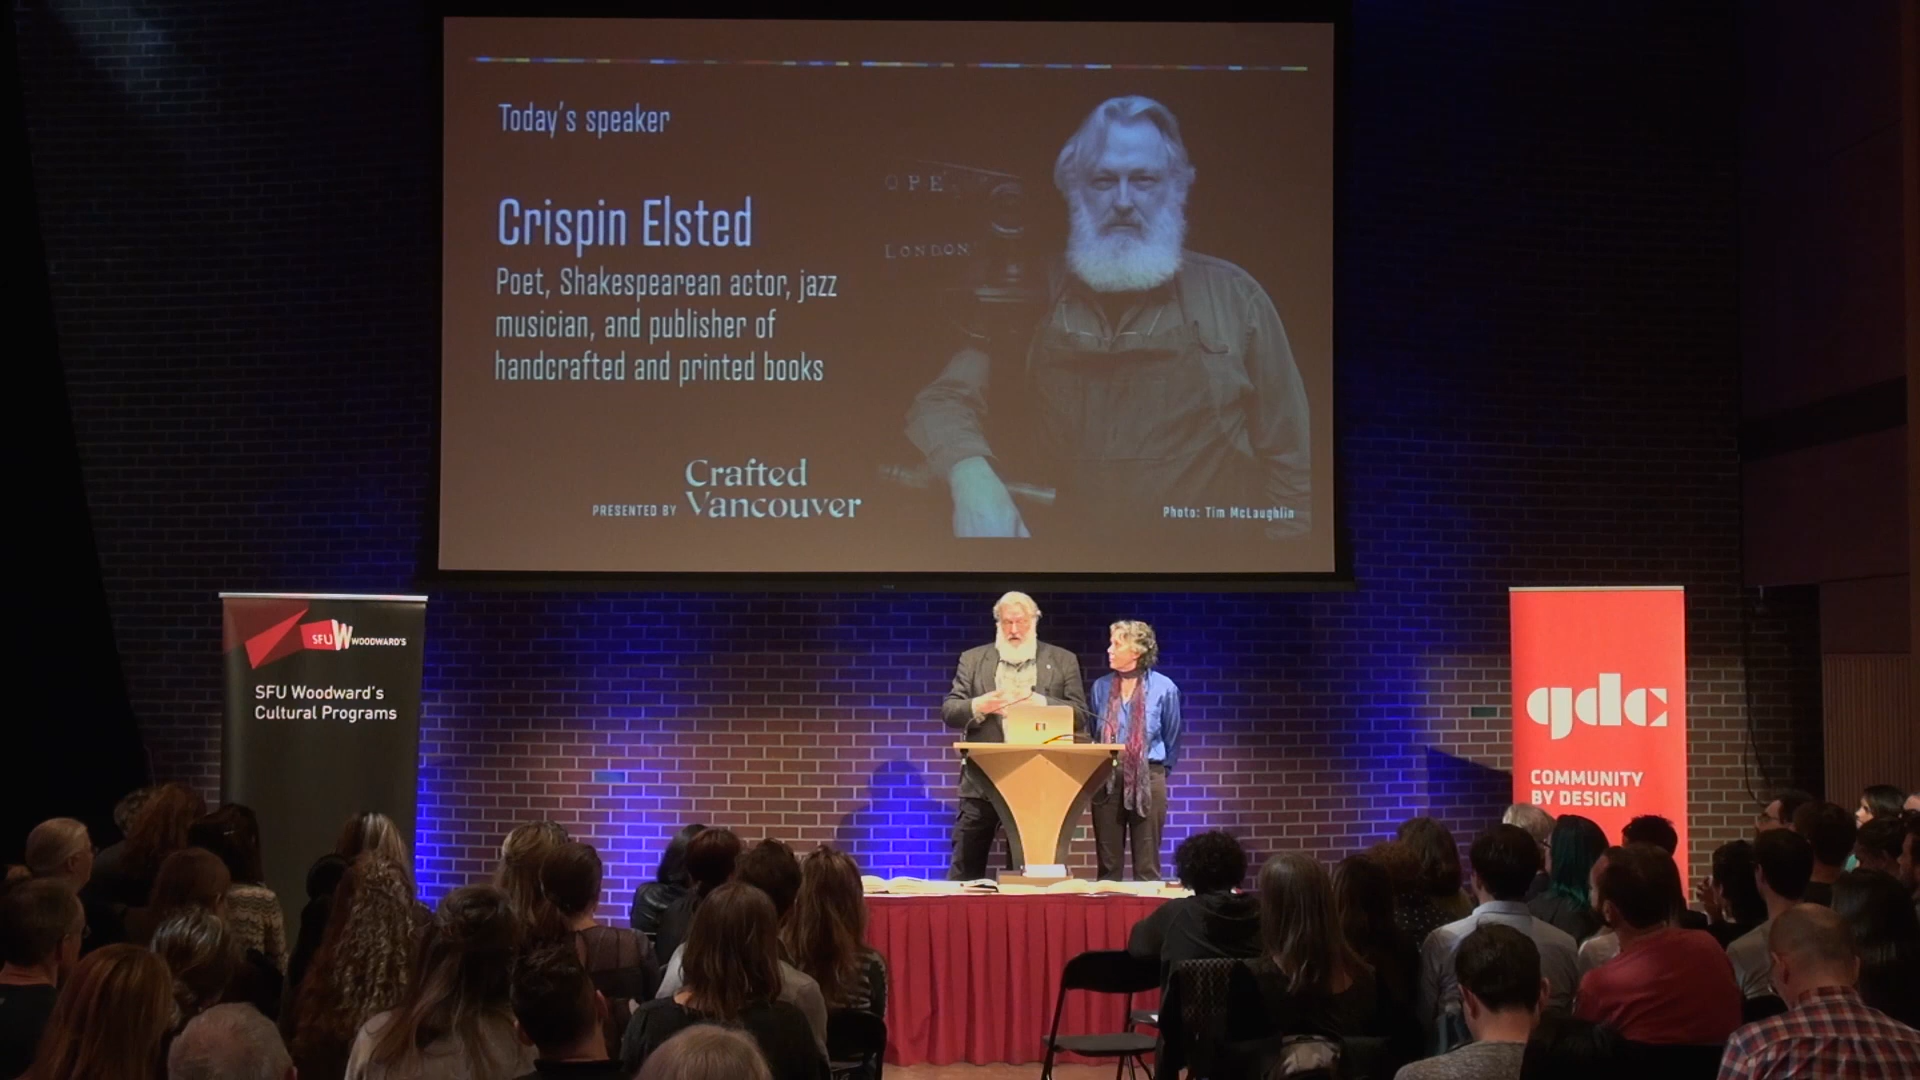 Today's speaker
Crispin Elsted
Poet, Shakespearean actor, jazz
musician, and publisher of
handcrafted and printed books
OPE
LONDON
PRESENTED BY
Crafted
Vancouver
Photo: Tim McLaughlin
SFU W WOODWARD'S
SFU Woodward's
Cultural Programs
gdc
COMMUNITY
BY DESIGN